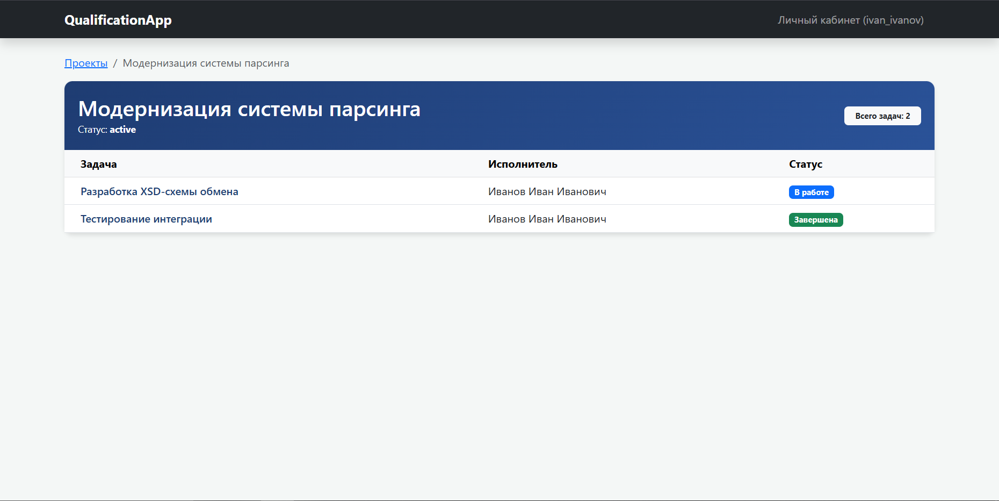 QualificationApp Личный кабинет (ivan_ivanov)
Проекты / Модернизация системы парсинга
Модернизация системы парсинга
Статус: active
Всего задач: 2
Задача Исполнитель Статус
Разработка XSD-схемы обмена Иванов Иван Иванович В работе
Тестирование интеграции Иванов Иван Иванович Завершена